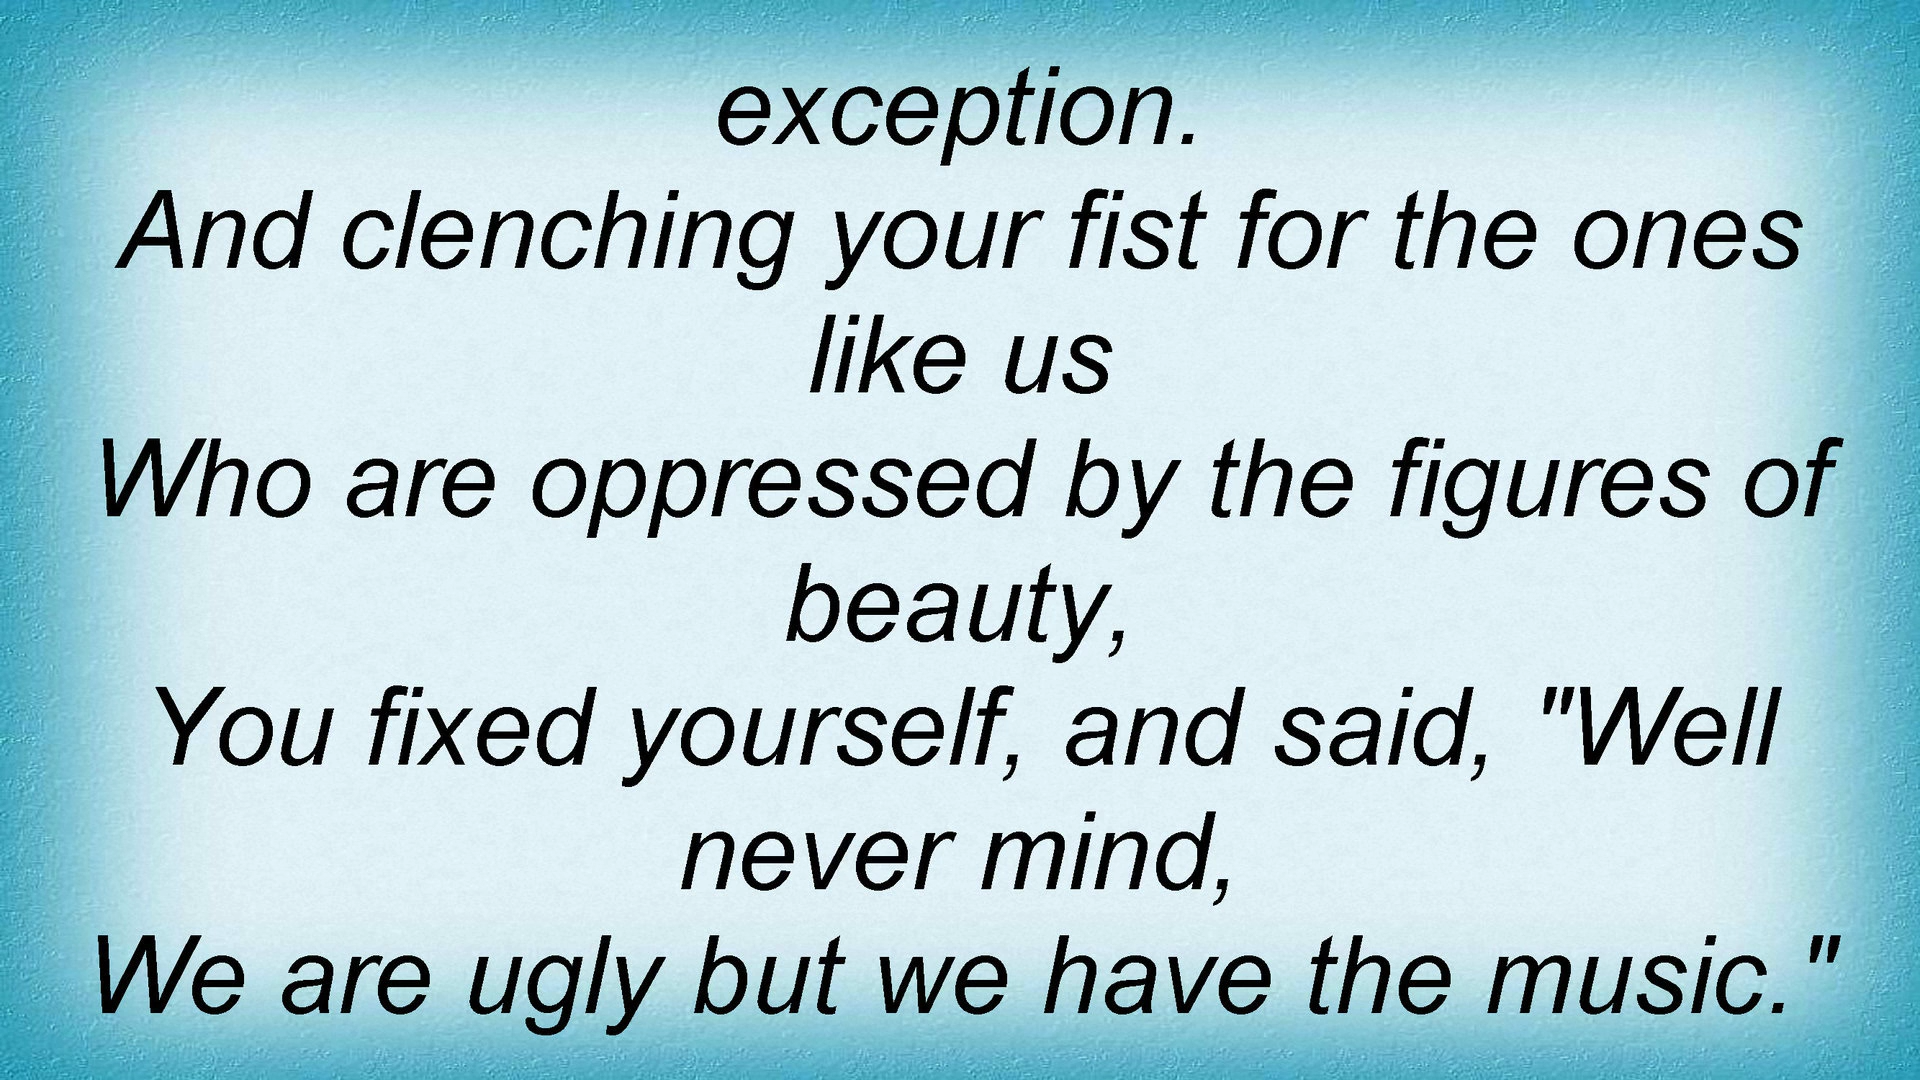 exception.
And clenching your fist for the ones
like us
Who are oppressed by the figures of
beauty,
You fixed yourself, and said, "Well
never mind,
We are ugly but we have the music."